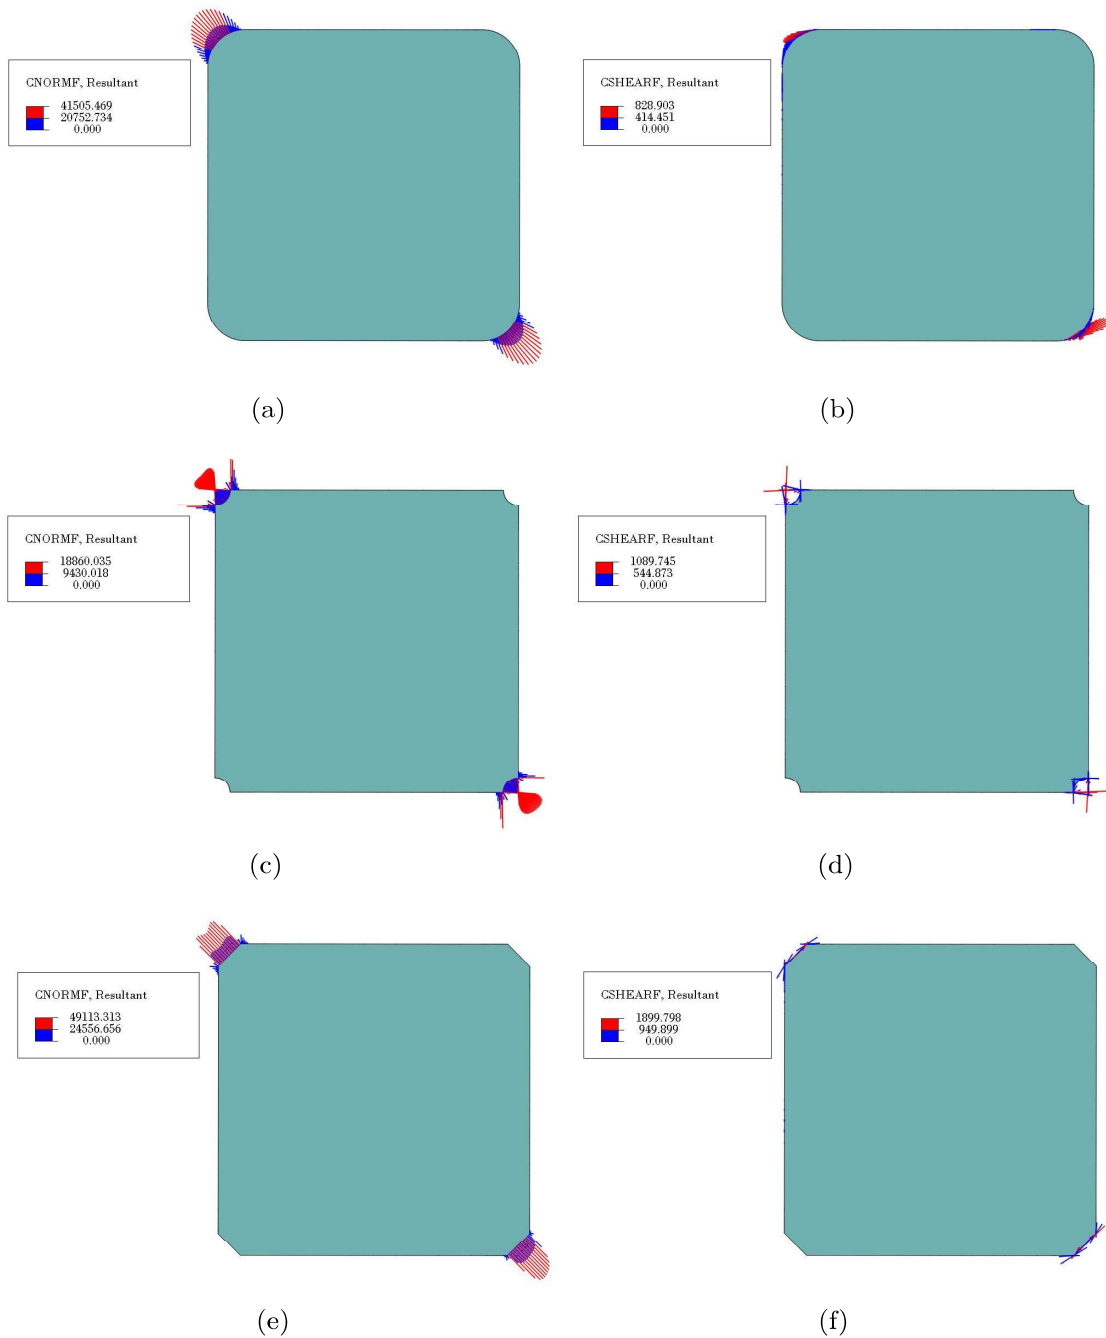 CNORMF, Resultant
41505.469
20752.734
0.000
CSHEARF, Resultant
828.903
414.451
0.000
(a)
(b)
CNORMF, Resultant
18860.035
9430.018
0.000
CSHEARF, Resultant
1089.745
544.873
0.000
(c)
(d)
CNORMF, Resultant
49113.313
24556.656
0.000
CSHEARF, Resultant
1899.798
949.899
0.000
(e)
(f)